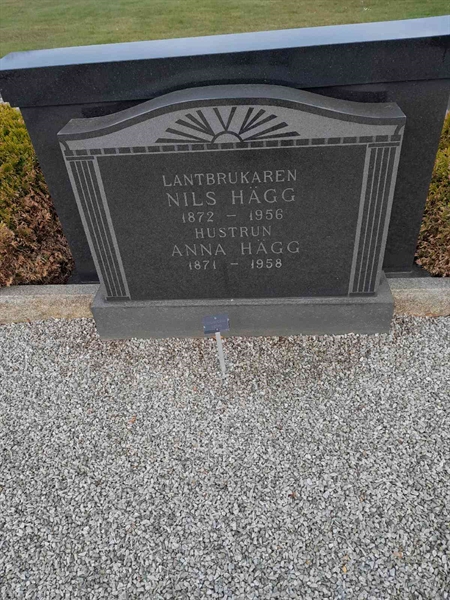 LANTBRUKAREN
NILS HÄGG
1872 – 1956
HUSTRUN
ANNA HÄGG
1871 – 1958